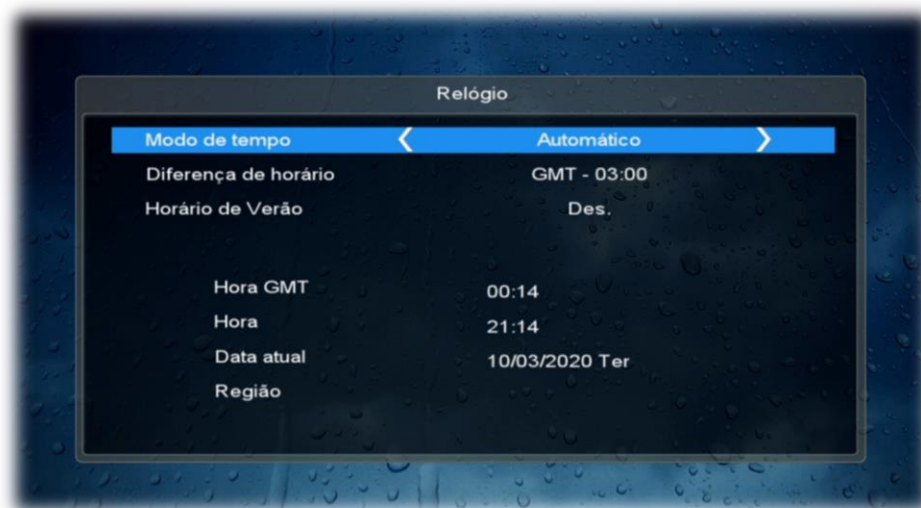 Relógio
Modo de tempo Automático
Diferença de horário GMT - 03:00
Horário de Verão Des.
Hora GMT 00:14
Hora 21:14
Data atual 10/03/2020 Ter
Região